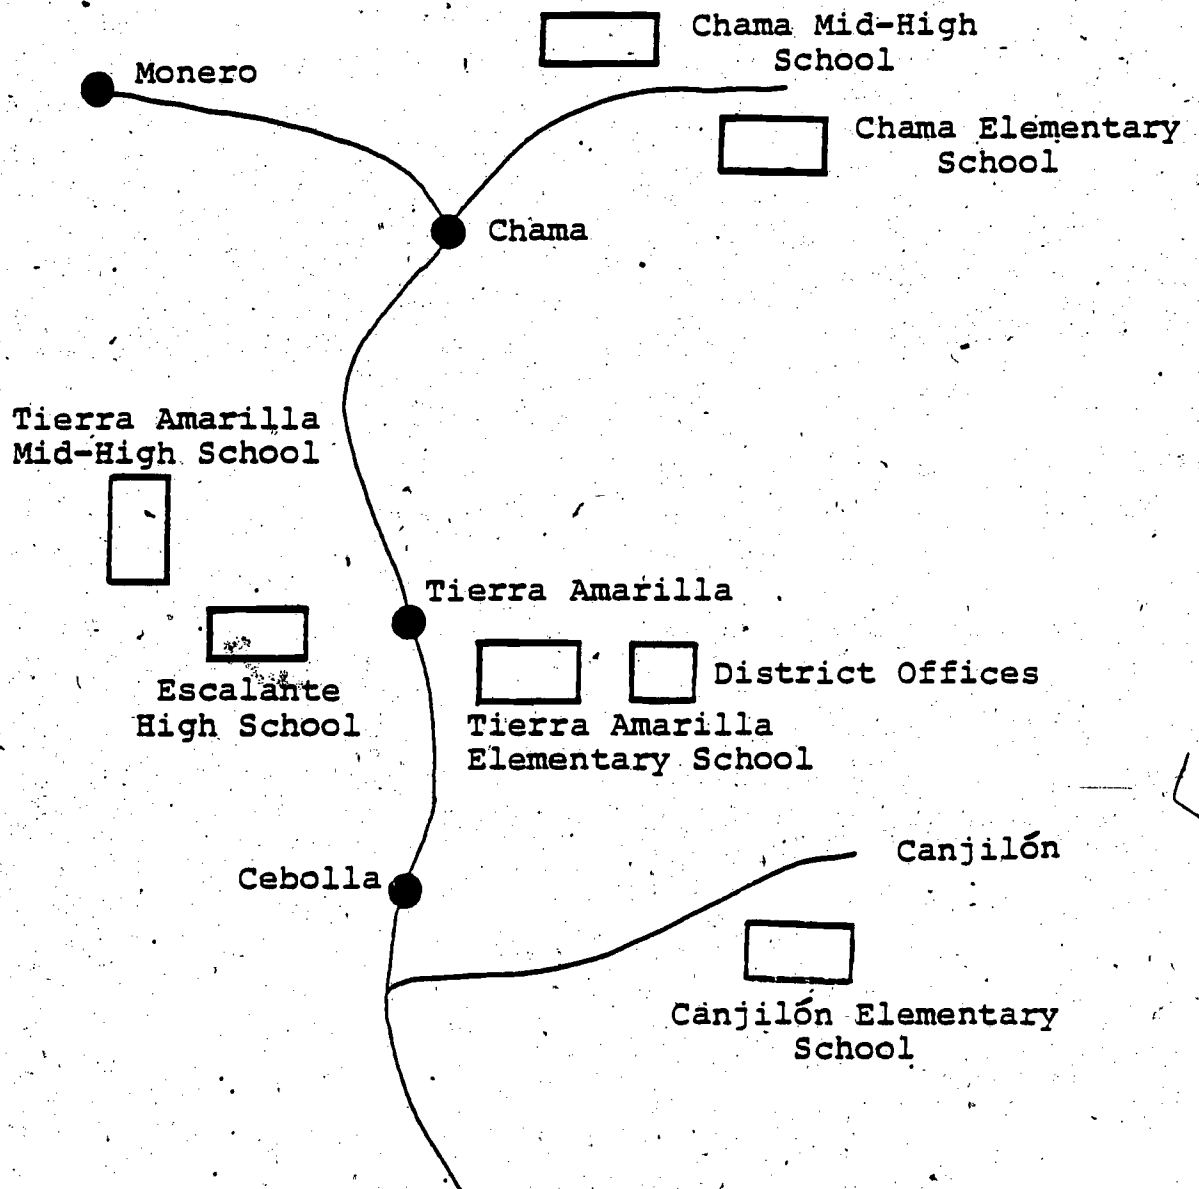 Chama Mid-High
School
Monero
Chama Elementary
School
Chama
Tierra Amarilla
Mid-High School
Tierra Amarilla
District Offices
Escalante
High School
Tierra Amarilla
Elementary School
Canjilón
Cebolla
Canjilón Elementary
School